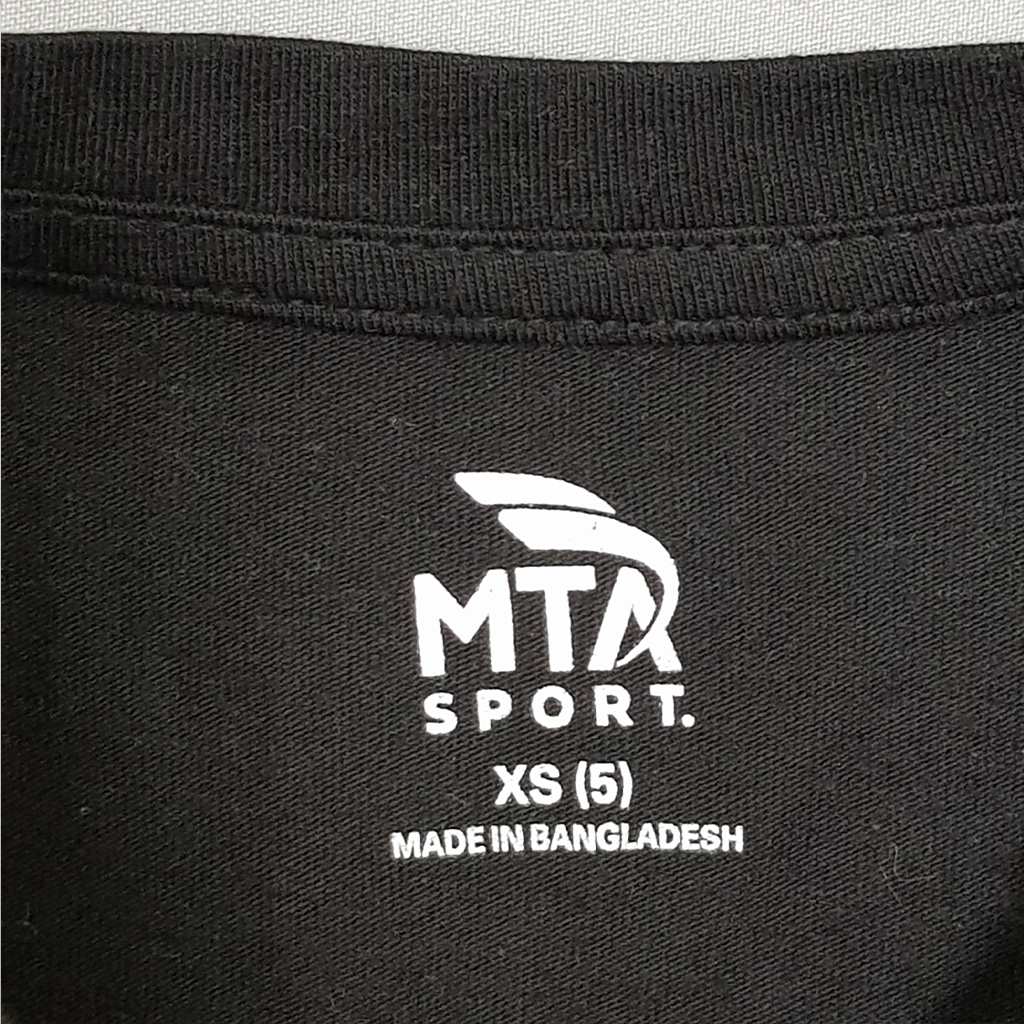 MTA
SPORT.
XS (5)
MADE IN BANGLADESH